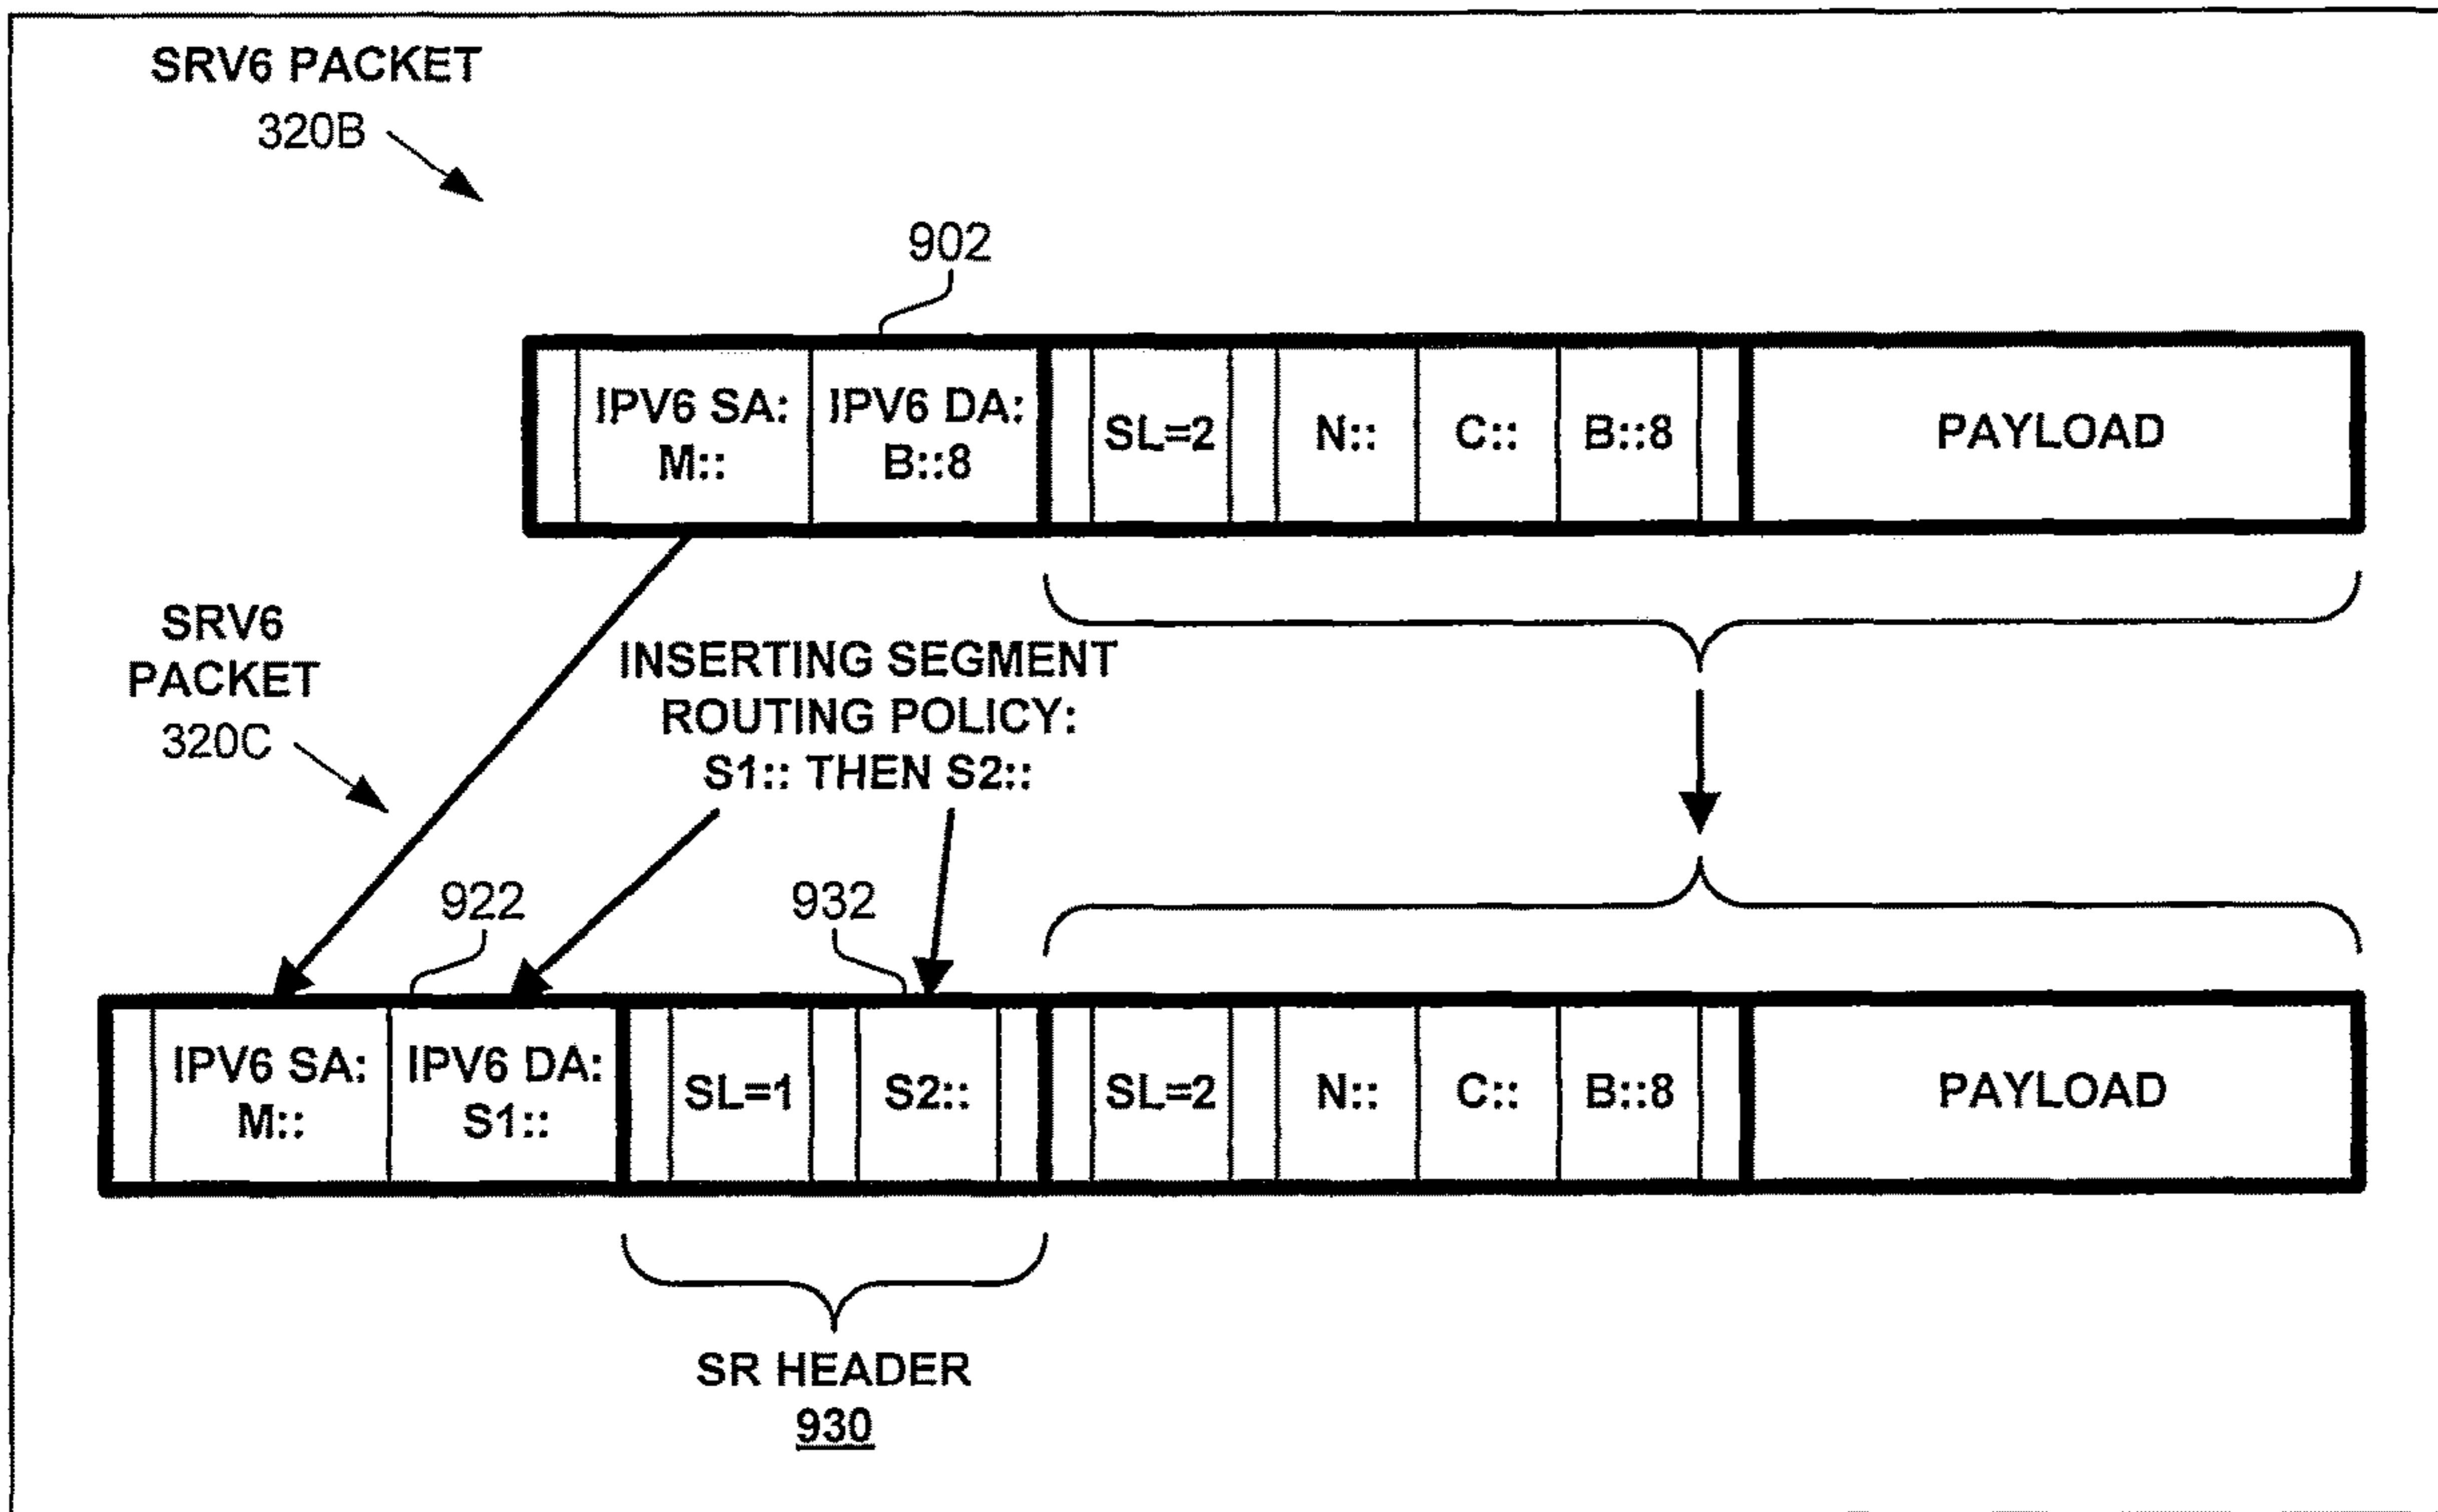 SRV6 PACKET
320B
902
IPV6 SA:
M::
IPV6 DA:
B::8
SL=2
N::
C::
B::8
PAYLOAD
SRV6
PACKET
320C
INSERTING SEGMENT
ROUTING POLICY:
S1:: THEN S2::
922
932
IPV6 SA:
M::
IPV6 DA:
S1::
SL=1
S2::
SL=2
N::
C::
B::8
PAYLOAD
SR HEADER
930